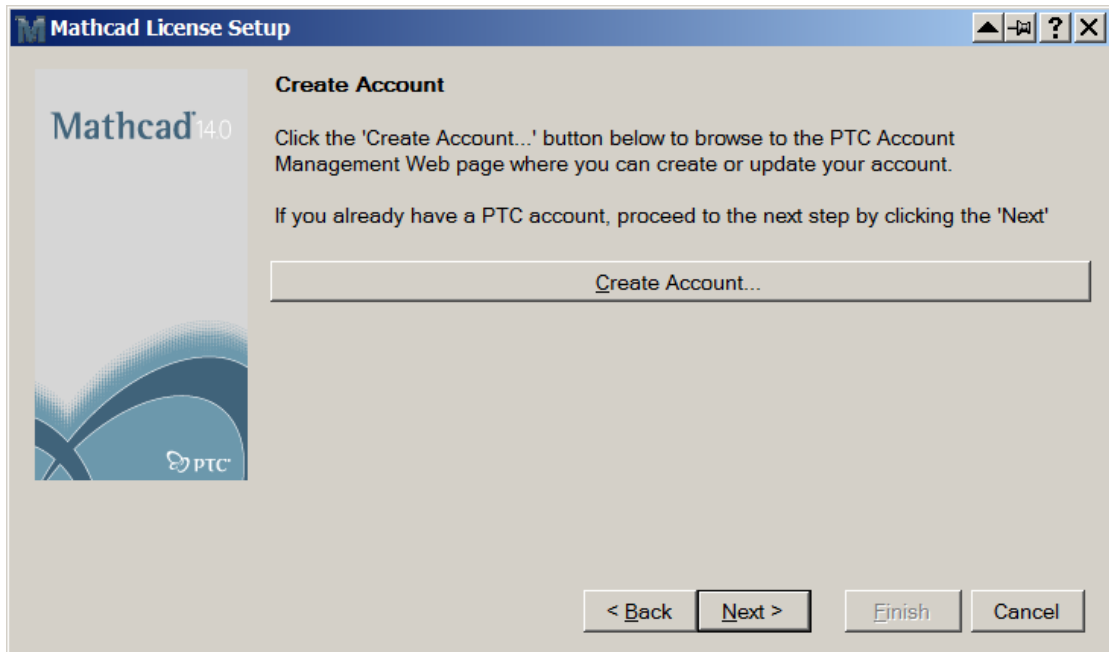 Mathcad License Setup
?
Mathcad 14.0
Create Account
Click the 'Create Account...' button below to browse to the PTC Account
Management Web page where you can create or update your account.
If you already have a PTC account, proceed to the next step by clicking the 'Next'
Create Account...
PTC
< Back Next > Finish Cancel